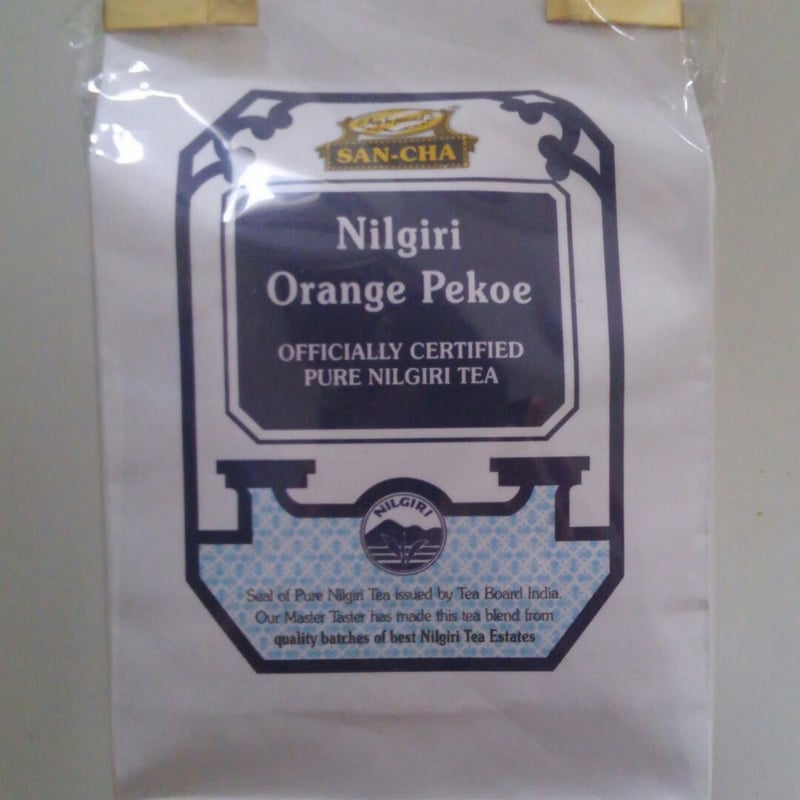 SAN-CHA
Nilgiri
Orange Pekoe
OFFICIALLY CERTIFIED
PURE NILGIRI TEA
NILGIRI
Seal of Pure Nilgiri Tea issued by Tea Board India.
Our Master Taster has made this tea blend from
quality batches of best Nilgiri Tea Estates